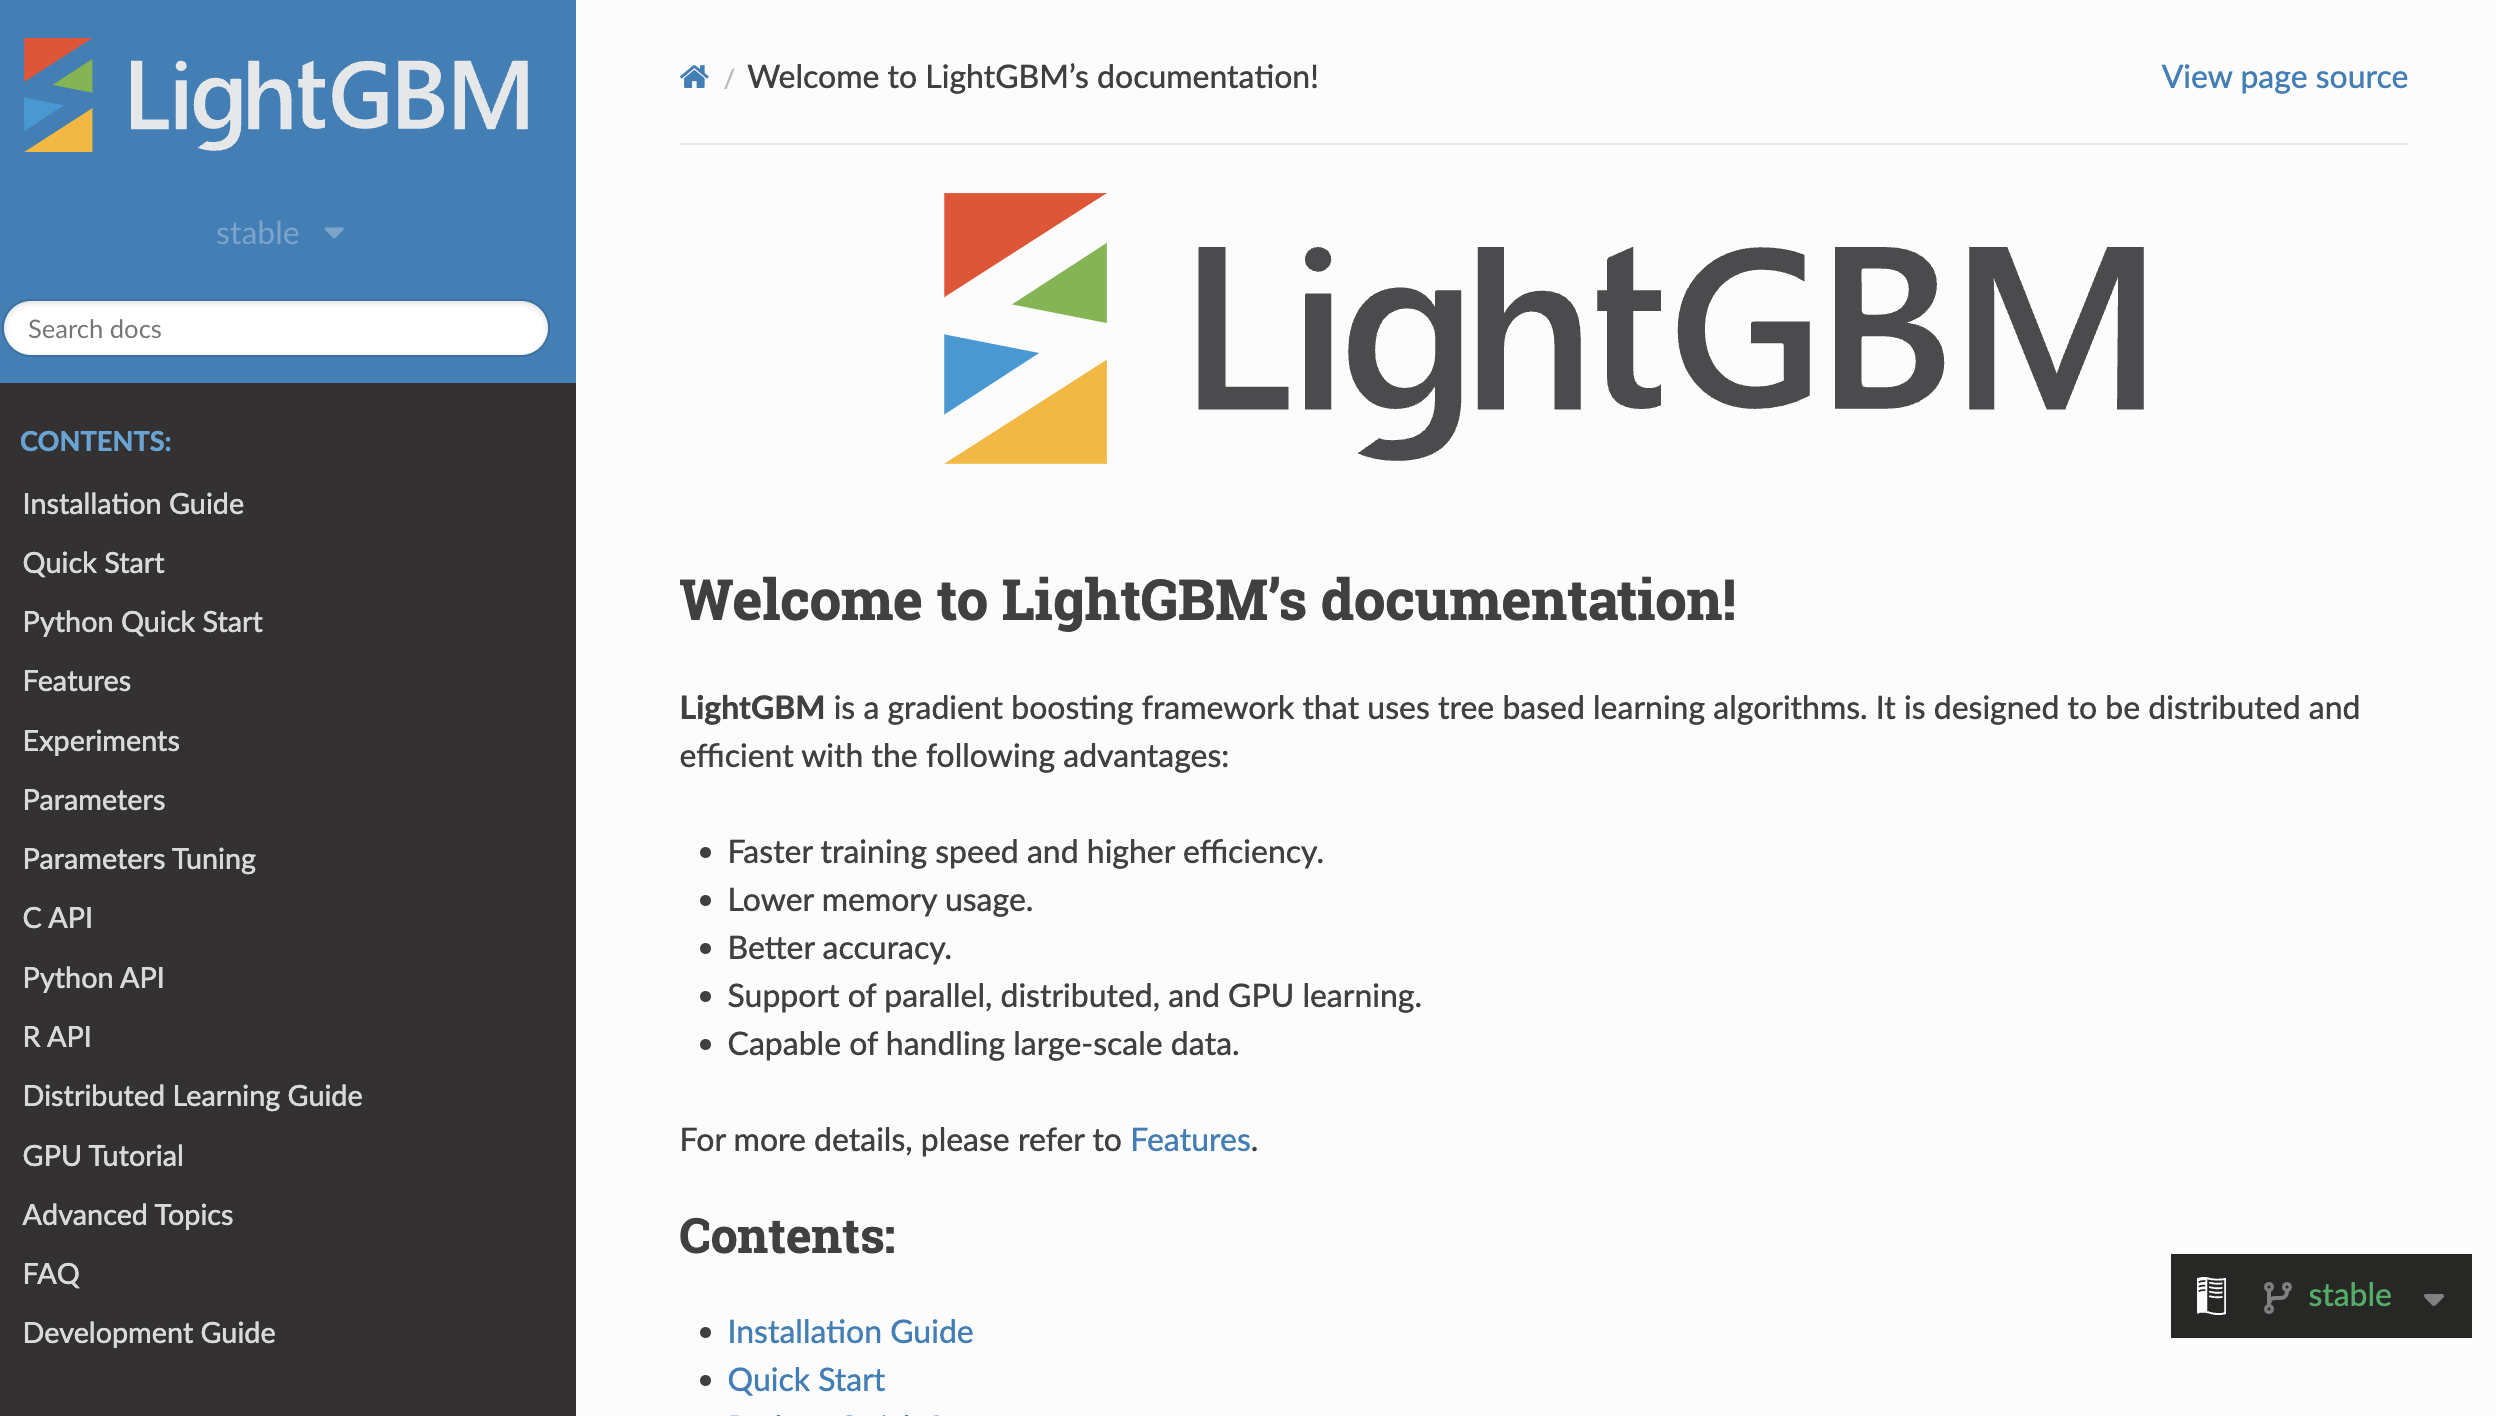 LightGBM
stable
Search docs
CONTENTS:
Installation Guide
Quick Start
Python Quick Start
Features
Experiments
Parameters
Parameters Tuning
C API
Python API
R API
Distributed Learning Guide
GPU Tutorial
Advanced Topics
FAQ
Development Guide
/ Welcome to LightGBM’s documentation!
View page source
LightGBM
Welcome to LightGBM’s documentation!
LightGBM is a gradient boosting framework that uses tree based learning algorithms. It is designed to be distributed and
efficient with the following advantages:
• Faster training speed and higher efficiency.
• Lower memory usage.
• Better accuracy.
• Support of parallel, distributed, and GPU learning.
• Capable of handling large-scale data.
For more details, please refer to Features.
Contents:
• Installation Guide
• Quick Start
stable